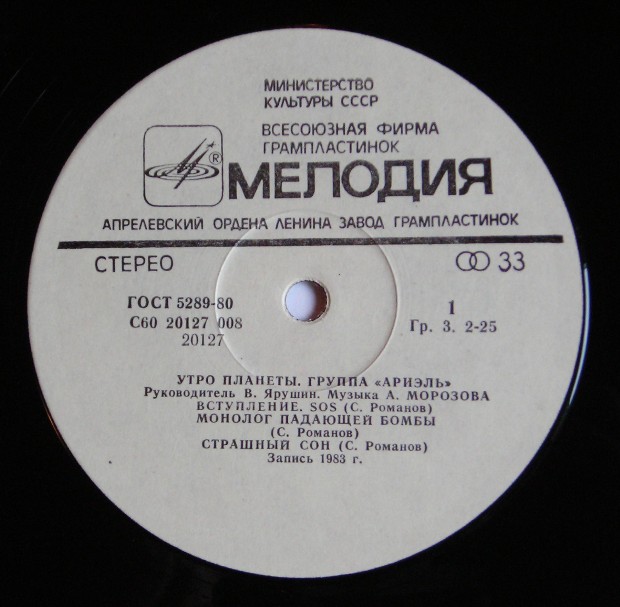 МИНИСТЕРСТВО
КУЛЬТУРЫ СССР
ВСЕСОЮЗНАЯ ФИРМА
ГРАМПЛАСТИНОК
®
МЕЛОДИЯ
АПРЕЛЕВСКИЙ ОРДЕНА ЛЕНИНА ЗАВОД ГРАМПЛАСТИНОК
СТЕРЕО 33
ГОСТ 5289-80 1
С60 20127 008 Гр. 3. 2-25
20127
УТРО ПЛАНЕТЫ. ГРУППА «АРИЭЛЬ»
Руководитель В. Ярушин. Музыка А. МОРОЗОВА
ВСТУПЛЕНИЕ. SOS (С. Романов)
МОНОЛОГ ПАДАЮЩЕЙ БОМБЫ
(С. Романов)
СТРАШНЫЙ СОН (С. Романов)
Запись 1983 г.